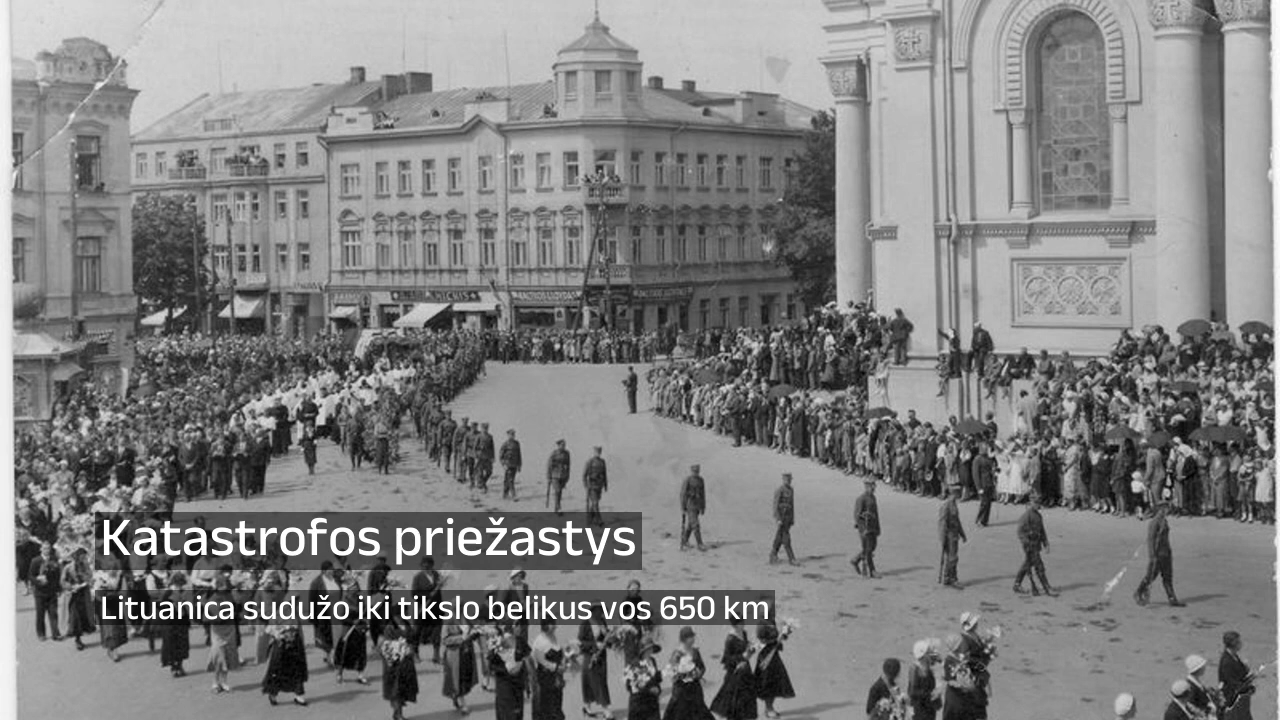 Katastrofos priežastys
Lituanica sudužo iki tikslo belikus vos 650 km